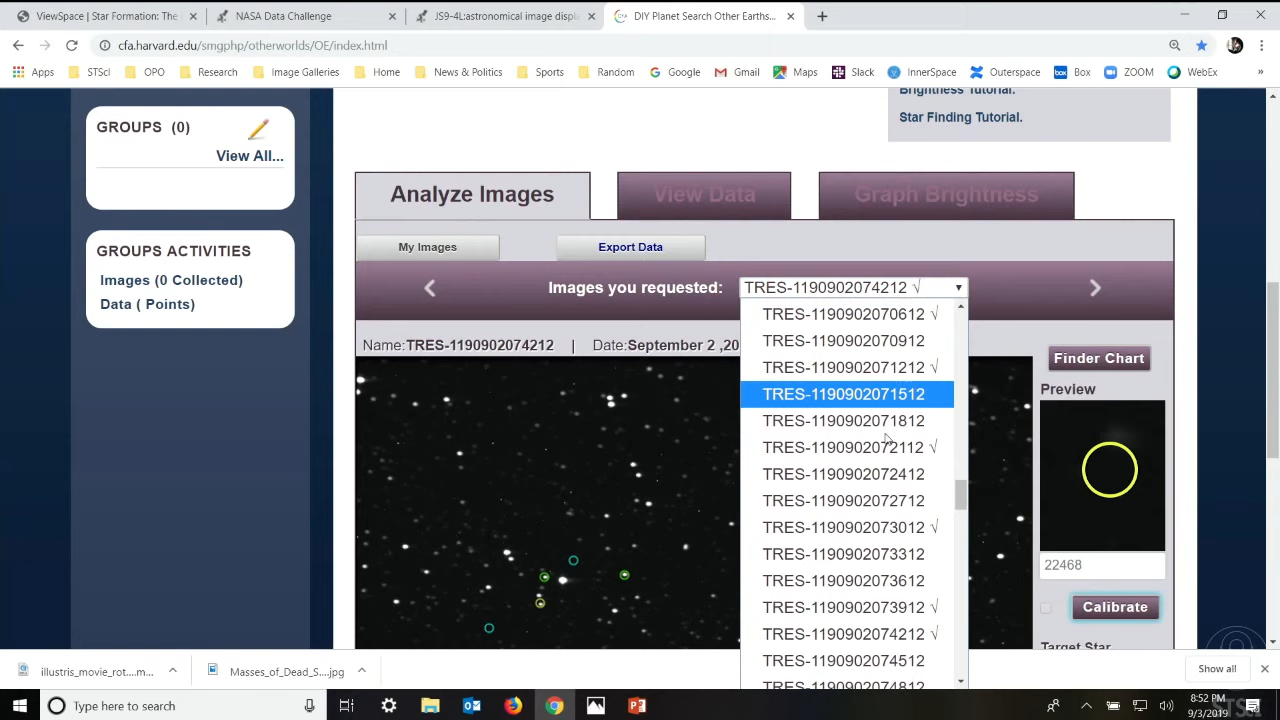 ViewSpace | Star Formation: The
NASA Data Challenge
JS9-4L:astronomical image displ
DIY Planet Search Other Earths...
cfa.harvard.edu/smgphp/otherworlds/OE/index.html
Apps
STScI
OPO
Research
Image Galleries
Home
News & Politics
Sports
Random
Google
Gmail
Maps
Slack
InnerSpace
Outerspace
Box
ZOOM
WebEx
»
Brightness Tutorial.
Star Finding Tutorial.
GROUPS (0)
View All...
GROUPS ACTIVITIES
Images (0 Collected)
Data ( Points)
Analyze Images
View Data
Graph Brightness
My Images
Export Data
Images you requested:
TRES-1190902074212 √
TRES-1190902070612 √
TRES-1190902070912
TRES-1190902071212 √
TRES-1190902071512
TRES-1190902071812
TRES-1190902072112 √
TRES-1190902072412
TRES-1190902072712
TRES-1190902073012 √
TRES-1190902073312
TRES-1190902073612
TRES-1190902073912 √
TRES-1190902074212 √
TRES-1190902074512
TRES-1190902074812
Name:TRES-1190902074212 | Date:September 2 ,20
Finder Chart
Preview
22468
Calibrate
Target Star
illustris_movie_rot....m...
Masses_of_Dead_S....jpg
Show all
Type here to search
8:52 PM
9/3/2019